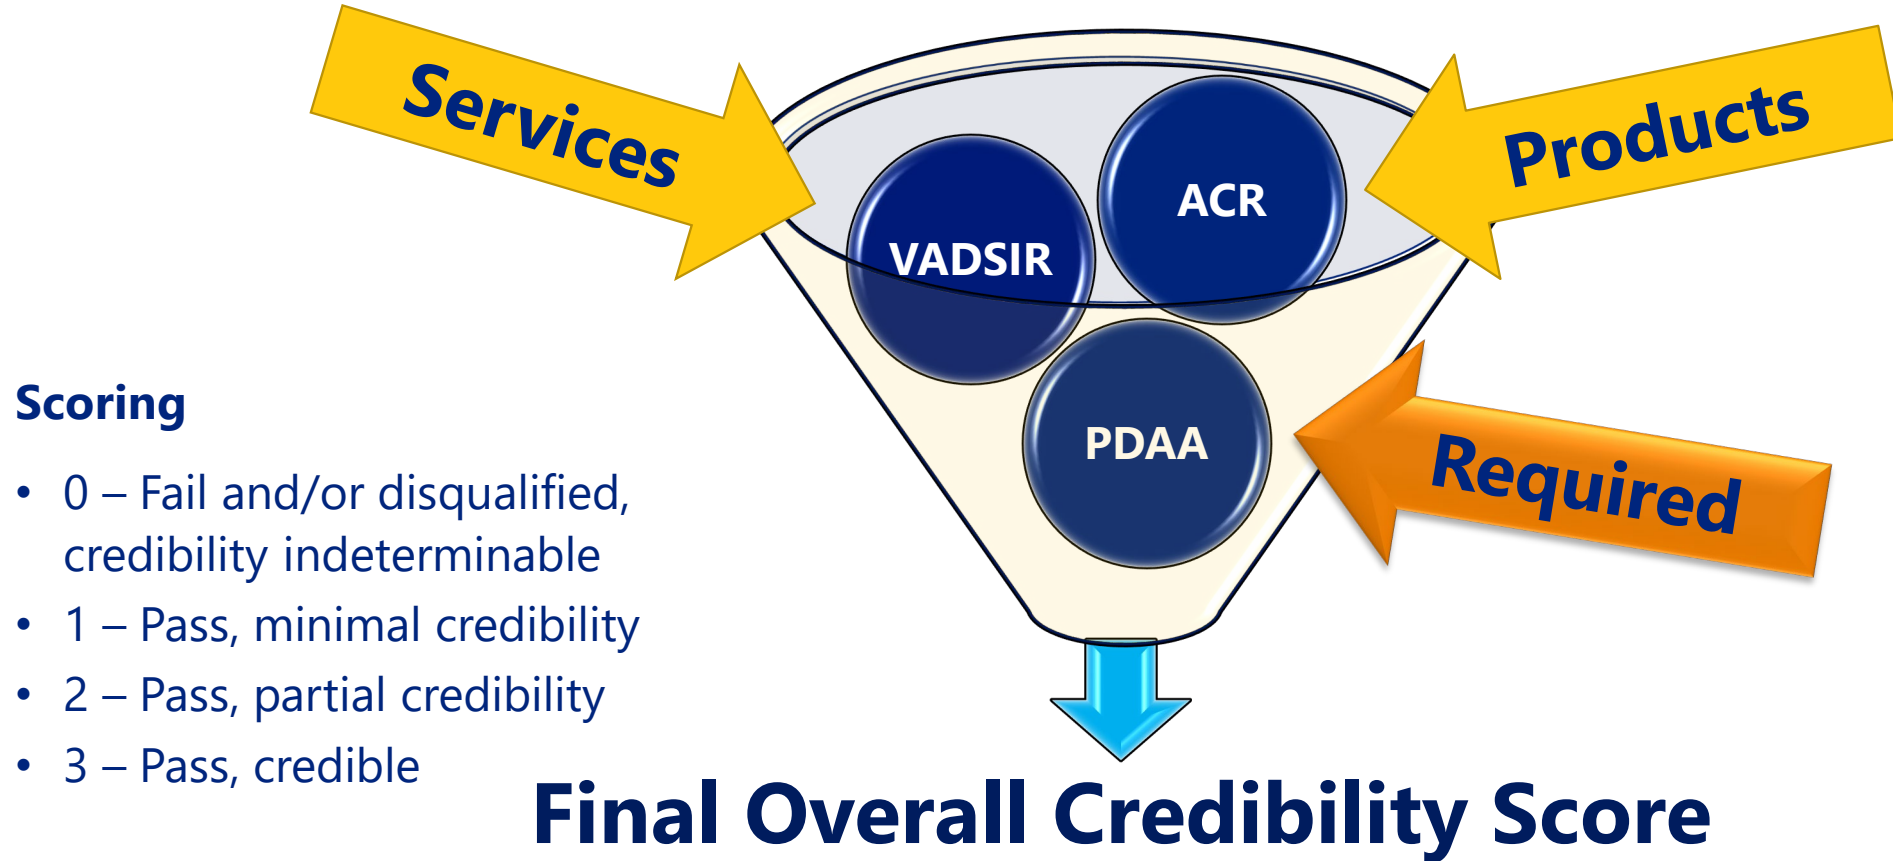 Services
Products
ACR
VADSIR
PDAA
Required
Scoring
• 0 – Fail and/or disqualified,
credibility indeterminable
• 1 – Pass, minimal credibility
• 2 – Pass, partial credibility
• 3 – Pass, credible
Final Overall Credibility Score